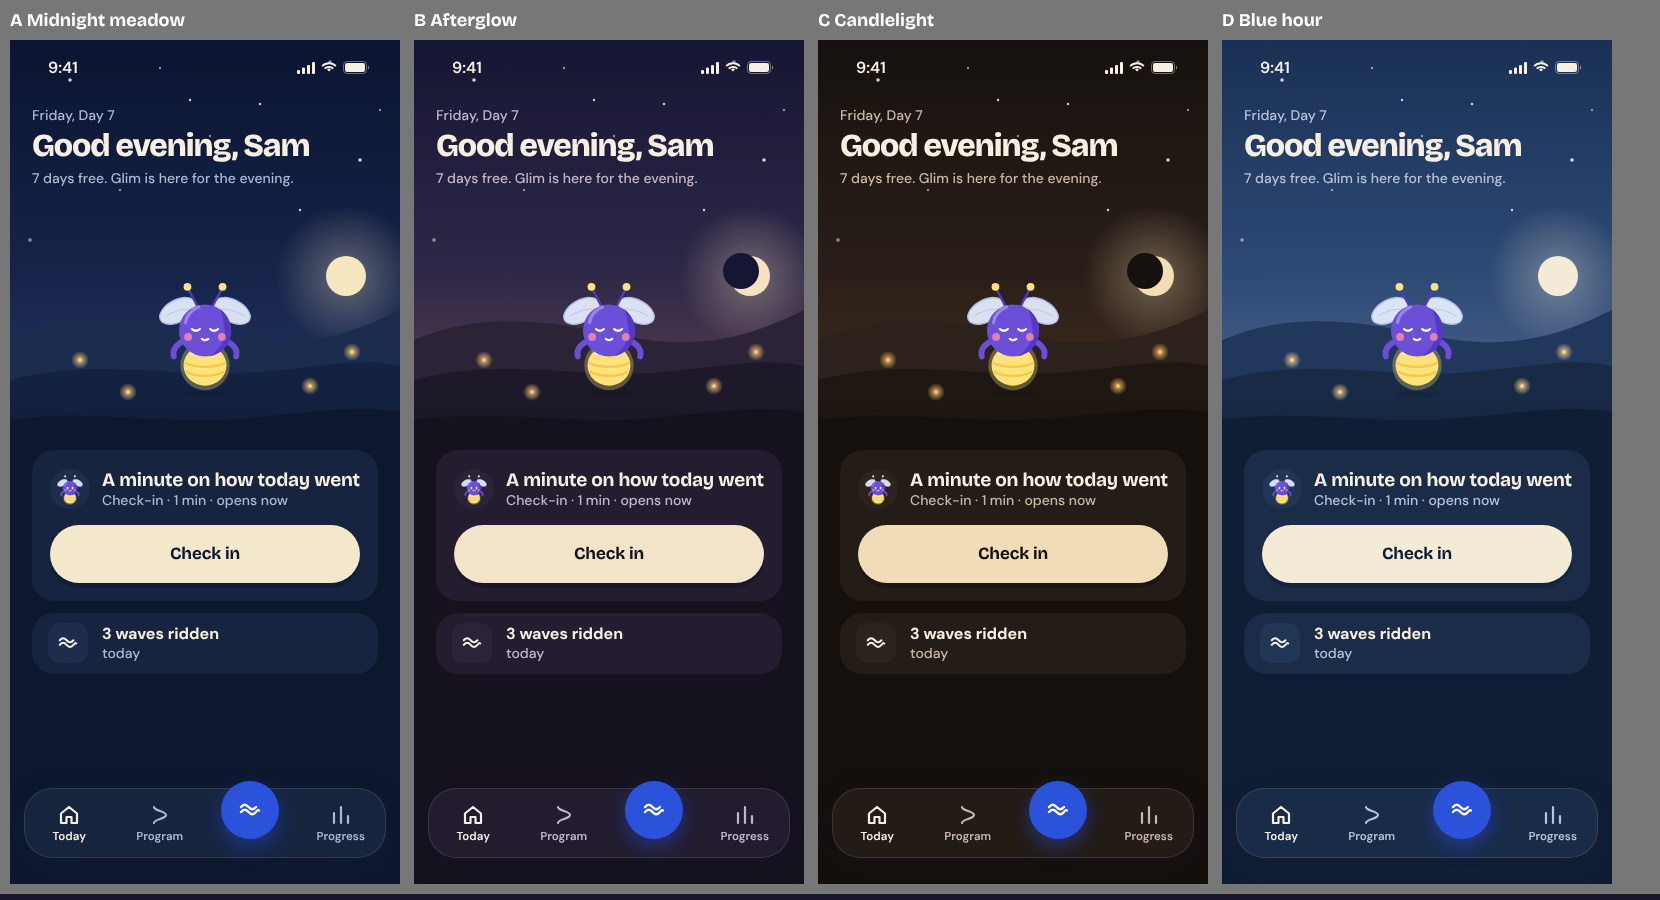 A Midnight meadow
9:41
Friday, Day 7
Good evening, Sam
7 days free. Glim is here for the evening.
A minute on how today went
Check-in · 1 min · opens now
Check in
3 waves ridden
today
Today
Program
Progress
B Afterglow
9:41
Friday, Day 7
Good evening, Sam
7 days free. Glim is here for the evening.
A minute on how today went
Check-in · 1 min · opens now
Check in
3 waves ridden
today
Today
Program
Progress
C Candlelight
9:41
Friday, Day 7
Good evening, Sam
7 days free. Glim is here for the evening.
A minute on how today went
Check-in · 1 min · opens now
Check in
3 waves ridden
today
Today
Program
Progress
D Blue hour
9:41
Friday, Day 7
Good evening, Sam
7 days free. Glim is here for the evening.
A minute on how today went
Check-in · 1 min · opens now
Check in
3 waves ridden
today
Today
Program
Progress